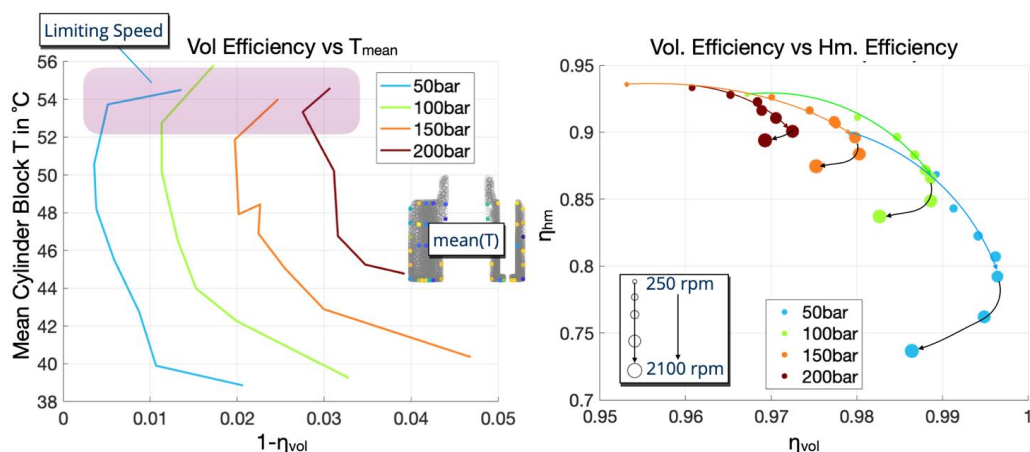 Limiting Speed
Vol Efficiency vs Tmean
56
54
52
50
48
46
44
42
40
38
Mean Cylinder Block T in °C
50bar
100bar
150bar
200bar
mean(T)
0
0.01
0.02
0.03
0.04
0.05
1-ηvol
Vol. Efficiency vs Hm. Efficiency
0.95
0.9
0.85
0.8
0.75
0.7
ηhm
250 rpm
2100 rpm
50bar
100bar
150bar
200bar
0.95
0.96
0.97
0.98
0.99
1
ηvol